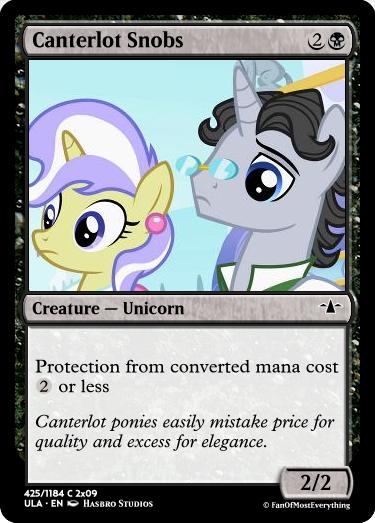 Canterlot Snobs 2
Creature — Unicorn
Protection from converted mana cost
2 or less
Canterlot ponies easily mistake price for
quality and excess for elegance.
2/2
425/1184 C 2x09
ULA · EN Hasbro Studios © FanOfMostEverything